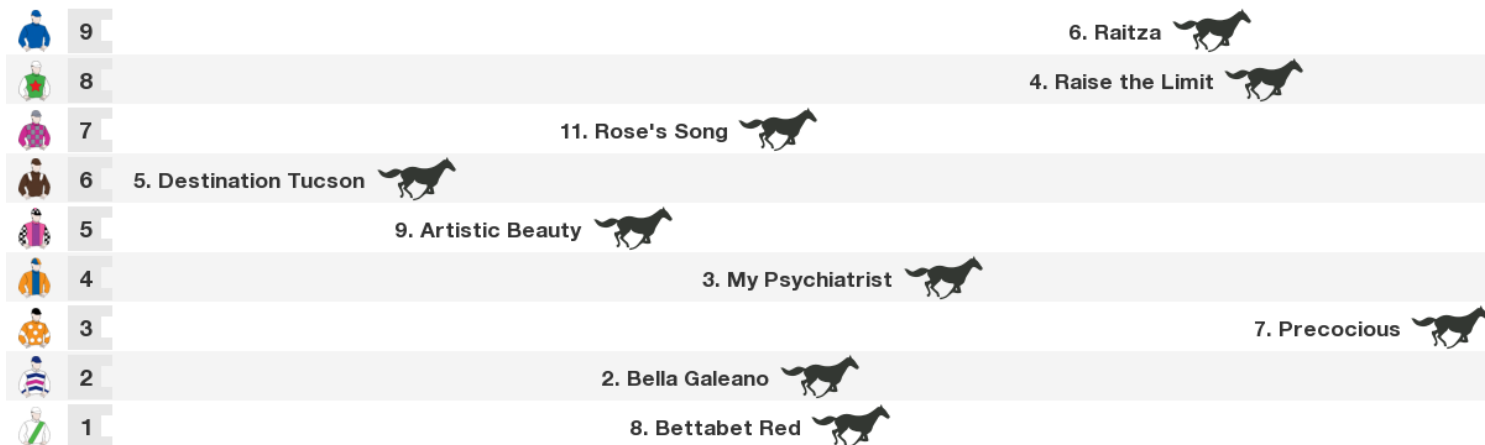 9 6. Raitza
8 4. Raise the Limit
7 11. Rose's Song
6 5. Destination Tucson
5 9. Artistic Beauty
4 3. My Psychiatrist
3 7. Precocious
2 2. Bella Galeano
1 8. Bettabet Red